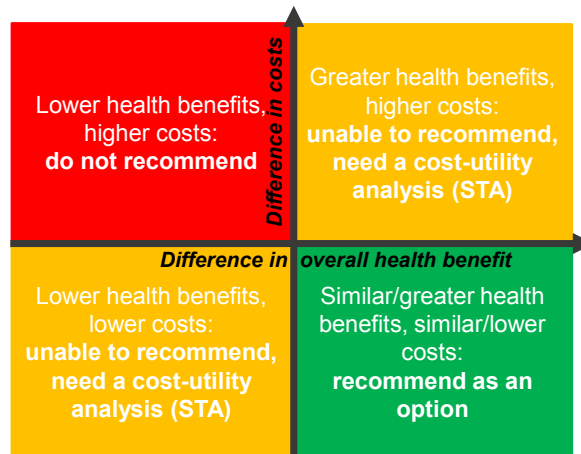 Lower health benefits,
higher costs:
do not recommend
Difference in costs
Greater health benefits,
higher costs:
unable to recommend,
need a cost-utility
analysis (STA)
Difference in overall health benefit
Lower health benefits,
lower costs:
unable to recommend,
need a cost-utility
analysis (STA)
Similar/greater health
benefits, similar/lower
costs:
recommend as an
option